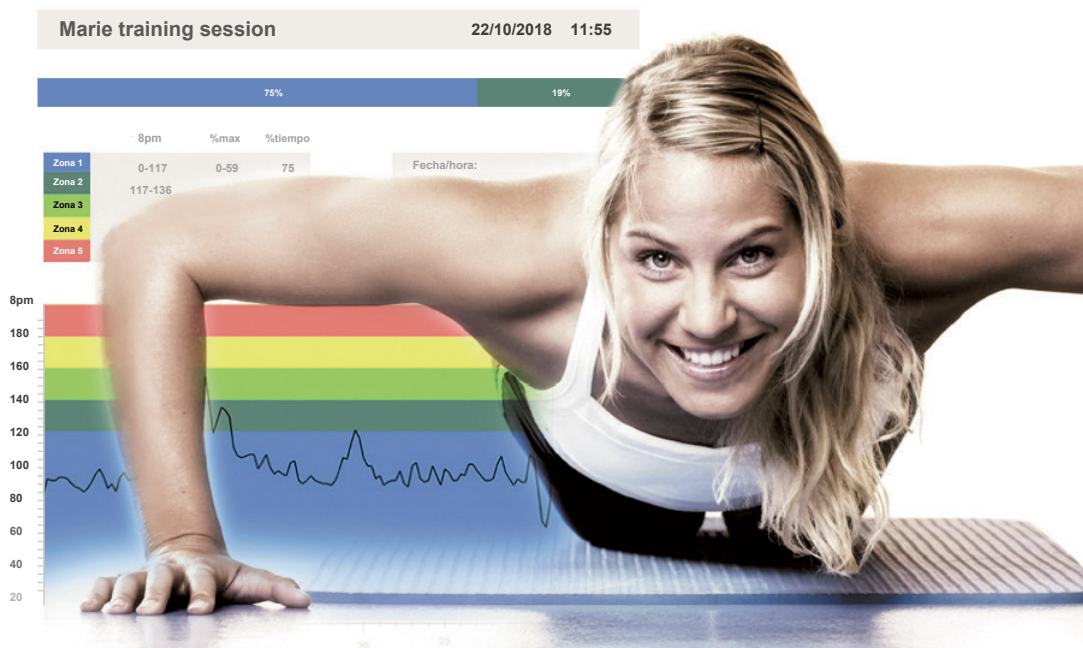 Marie training session 22/10/2018 11:55
75% 19%
8pm %max %tiempo
Zona 1 0-117 0-59 75 Fecha/hora:
Zona 2 117-136
Zona 3
Zona 4
Zona 5
8pm
180
160
140
120
100
80
60
40
20
20 25